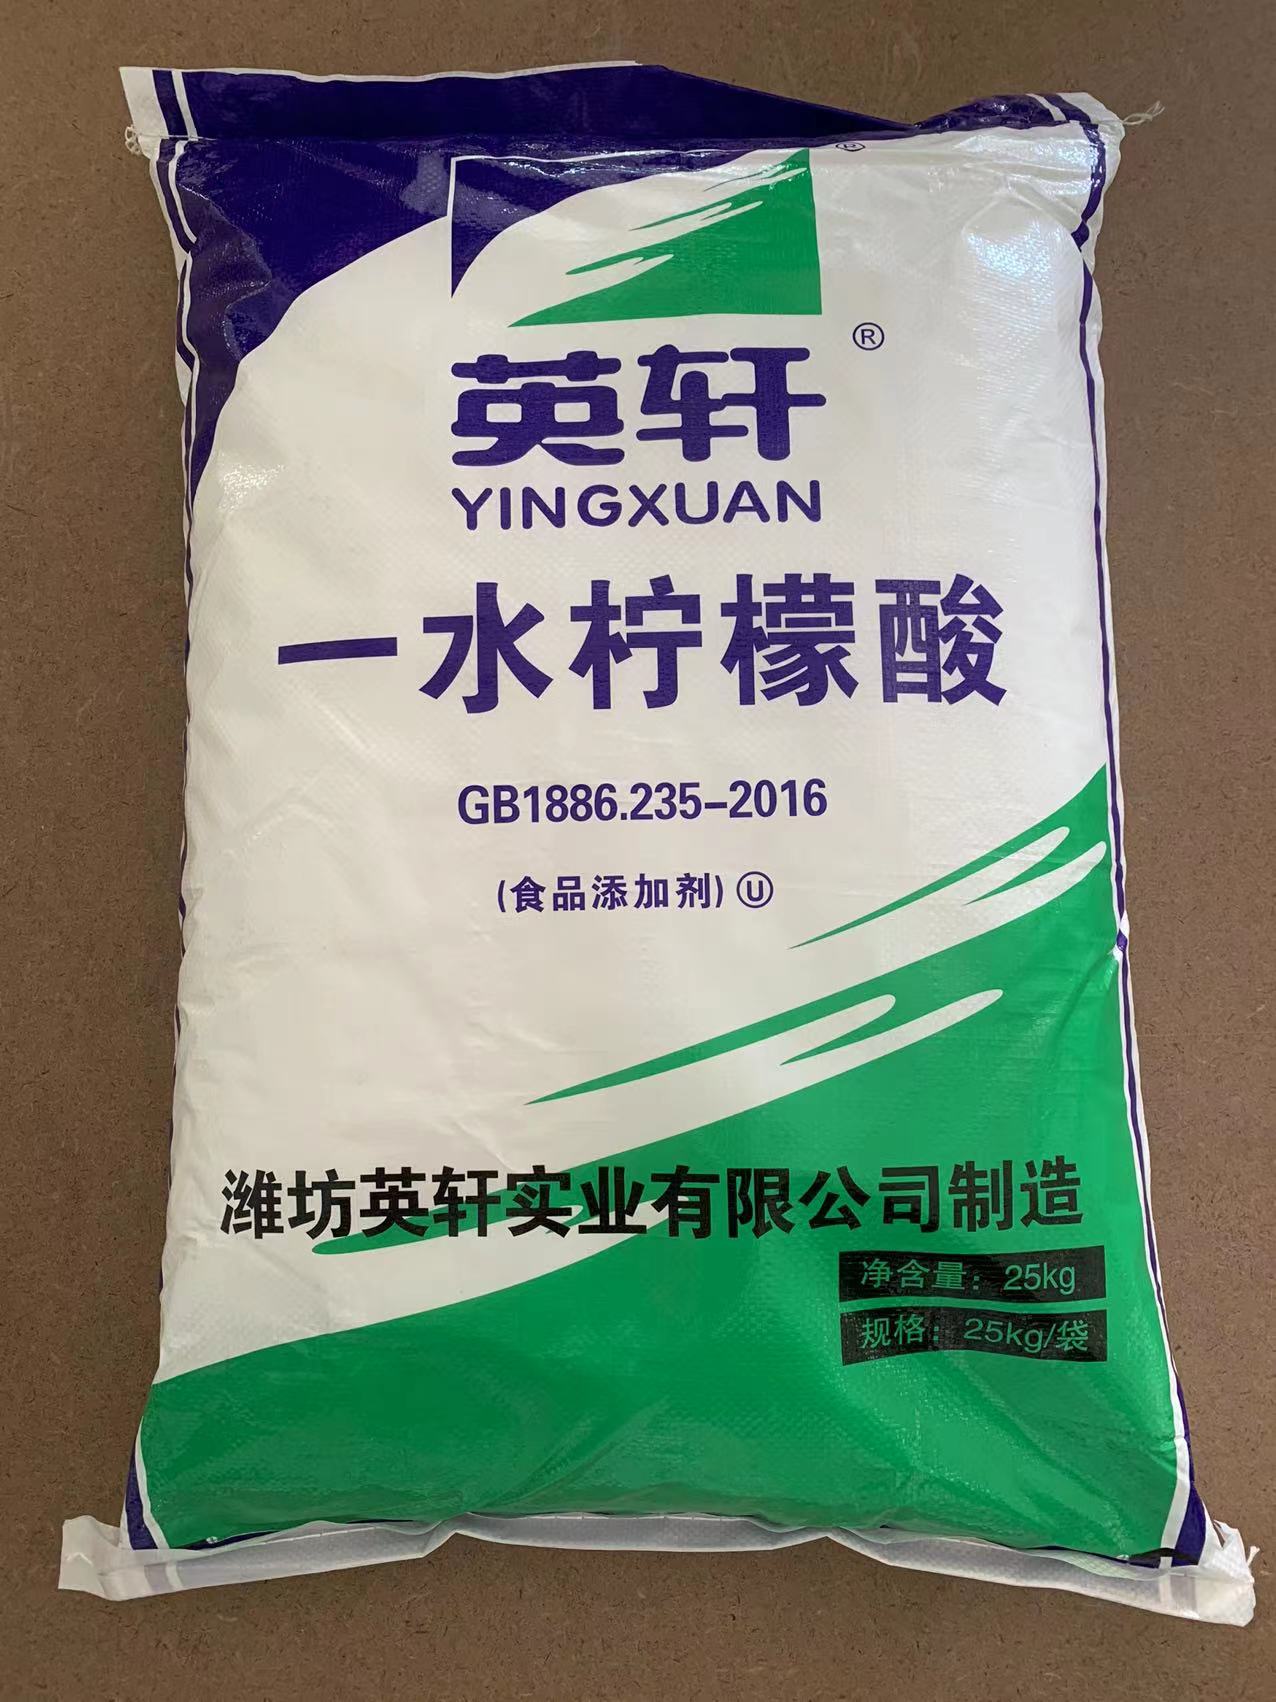 ®
英轩®
YINGXUAN
一水柠檬酸
GB1886.235-2016
(食品添加剂) Ⓤ
潍坊英轩实业有限公司制造
净含量：25kg
规格：25kg/袋